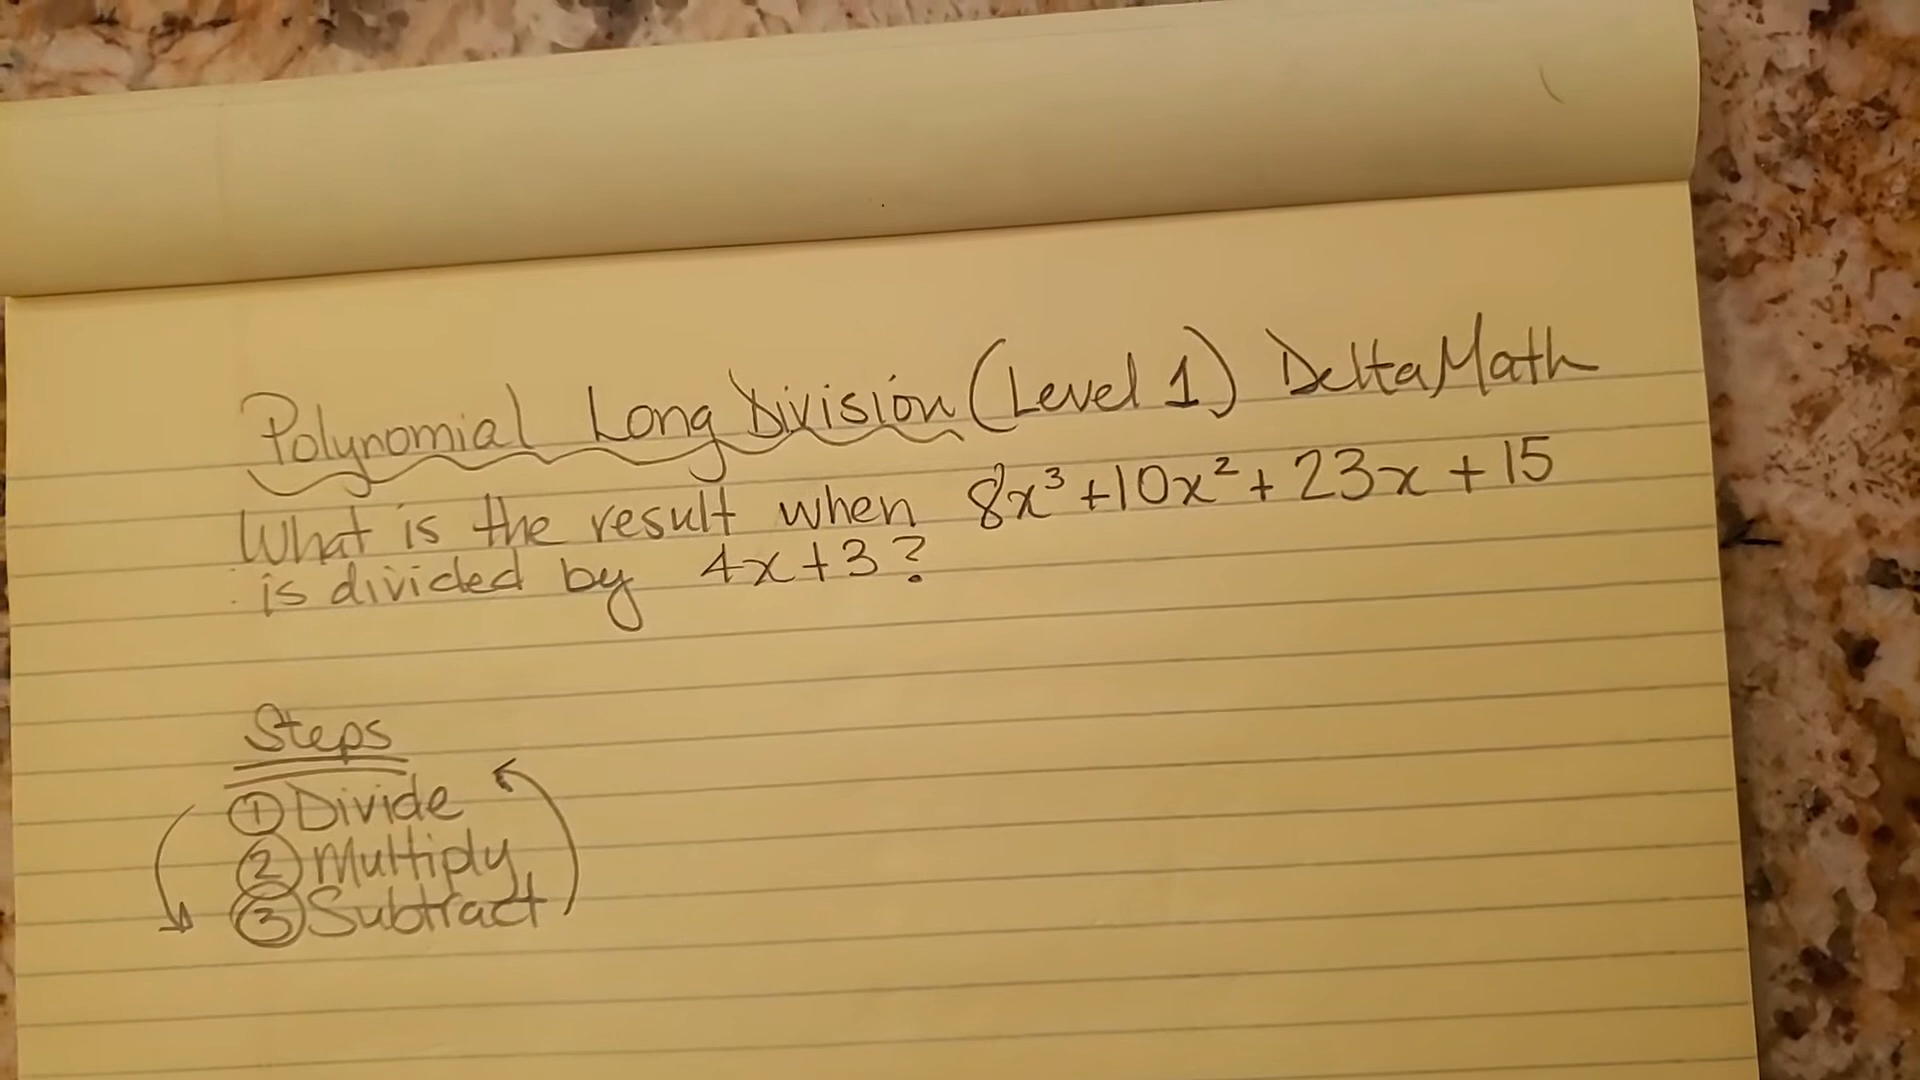 Polynomial Long Division (Level 1) DeltaMath
What is the result when 8x³+10x²+23x+15
is divided by 4x+3?
Steps
① Divide
② Multiply
③ Subtract